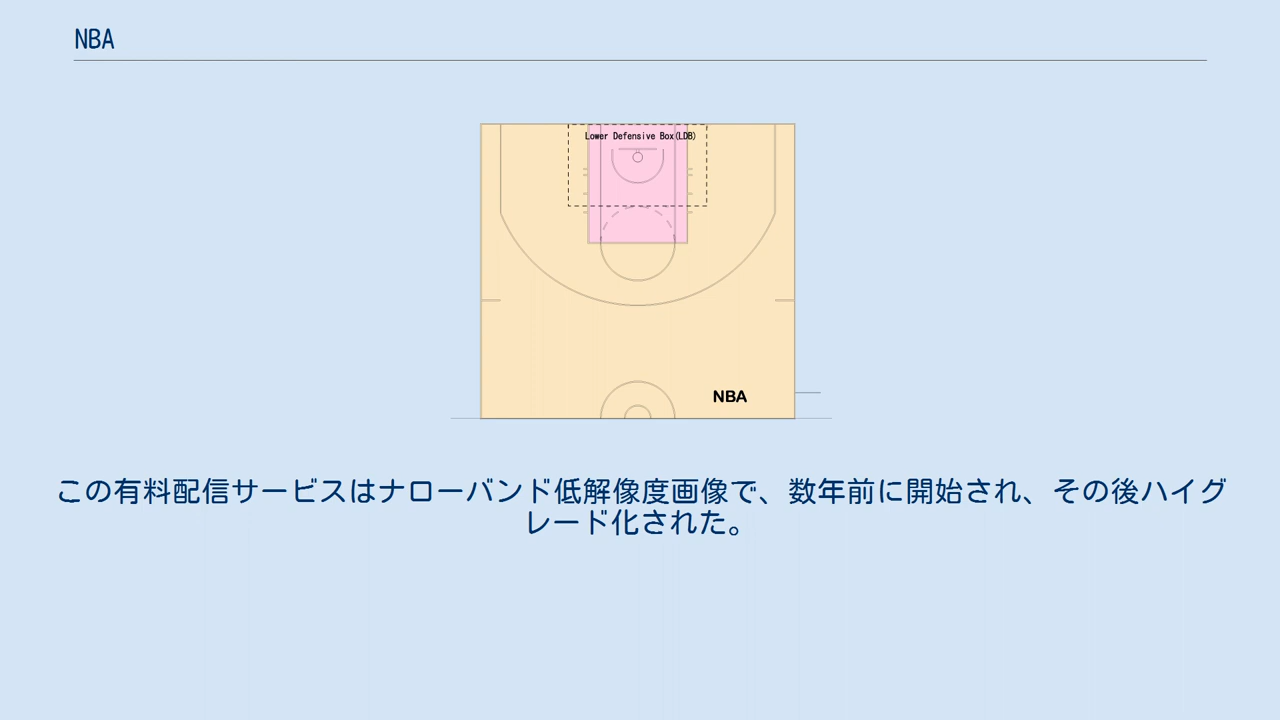 NBA
Lower Defensive Box(LDB)
NBA
この有料配信サービスはナローバンド低解像度画像で、数年前に開始され、その後ハイグ
レード化された。